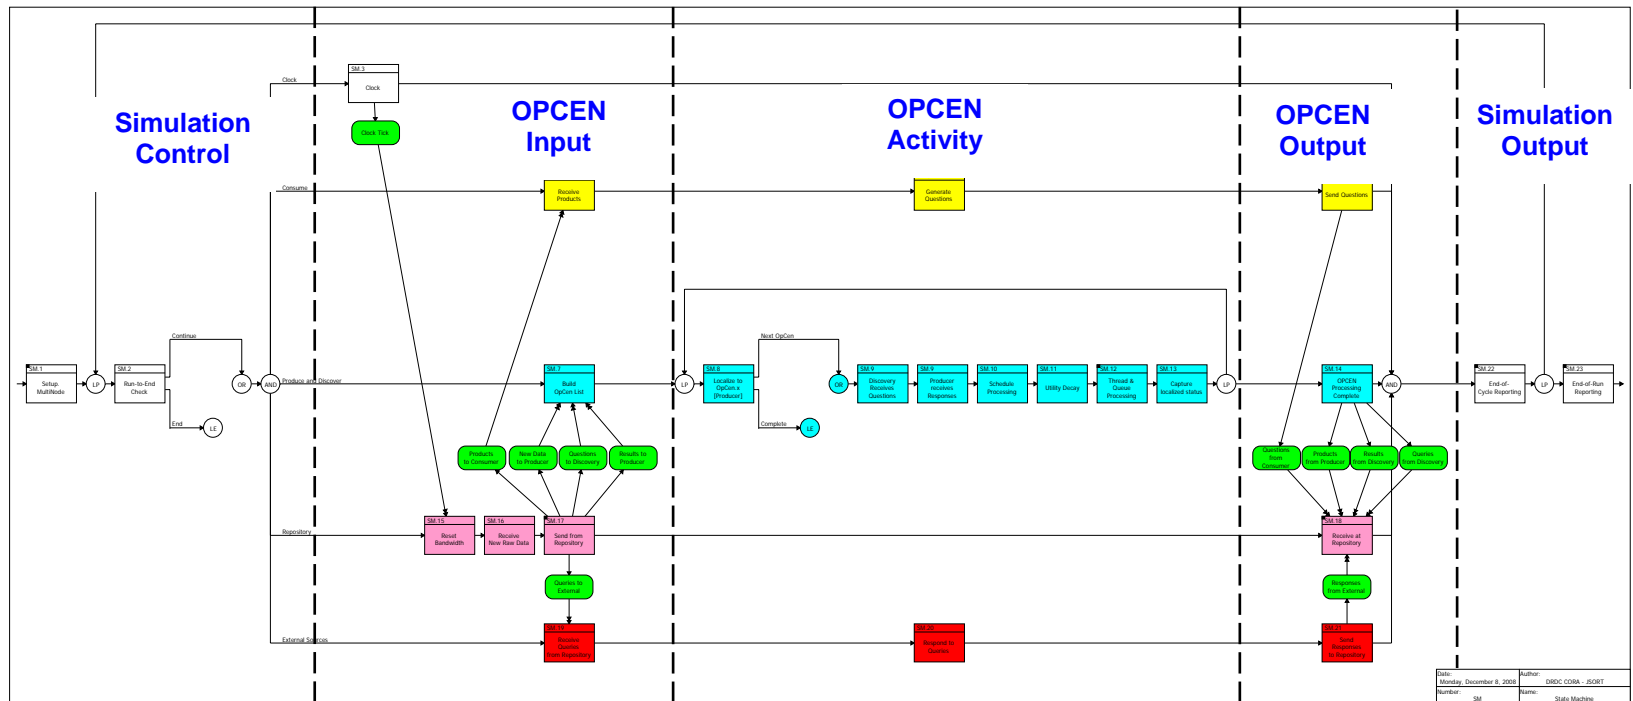 SM.3
Clock
Clock
Simulation
Control
OPCEN
Input
OPCEN
Activity
OPCEN
Output
Simulation
Output
Clock Tick
Consume
Receive
Products
Generate
Questions
Send Questions
Continue
Next OpCen
SM.1
Setup.
MultiNode
LP
SM.2
Run-to-End
Check
OR
AND
Produce and Discover
SM.7
Build
OpCen List
LP
SM.8
Localize to
OpCen.x
[Producer]
OR
SM.9
Discovery
Receives
Questions
SM.9
Producer
receives
Responses
SM.10
Schedule
Processing
SM.11
Utility Decay
SM.12
Thread &
Queue
Processing
SM.13
Capture
localized status
LP
SM.14
OPCEN
Processing
Complete
AND
SM.22
End-of-
Cycle Reporting
LP
SM.23
End-of-Run
Reporting
End
LE
Complete
LE
Products
to Consumer
New Data
to Producer
Questions
to Discovery
Results to
Producer
Questions
from
Consumer
Products
from Producer
Results
from Discovery
Queries
from Discovery
Repository
SM.15
Reset
Bandwidth
SM.16
Receive
New Raw Data
SM.17
Send from
Repository
SM.18
Receive at
Repository
Queries to
External
Responses
from External
External Sources
SM.19
Receive
Queries
from Repository
SM.20
Respond to
Queries
SM.21
Send
Responses
to Repository
Date:
Monday, December 8, 2008
Author:
DRDC CORA - JSORT
Number:
SM
Name:
State Machine